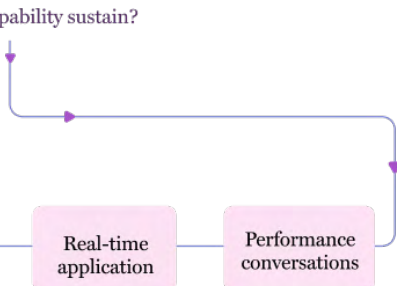 pability sustain?
Real-time
application
Performance
conversations